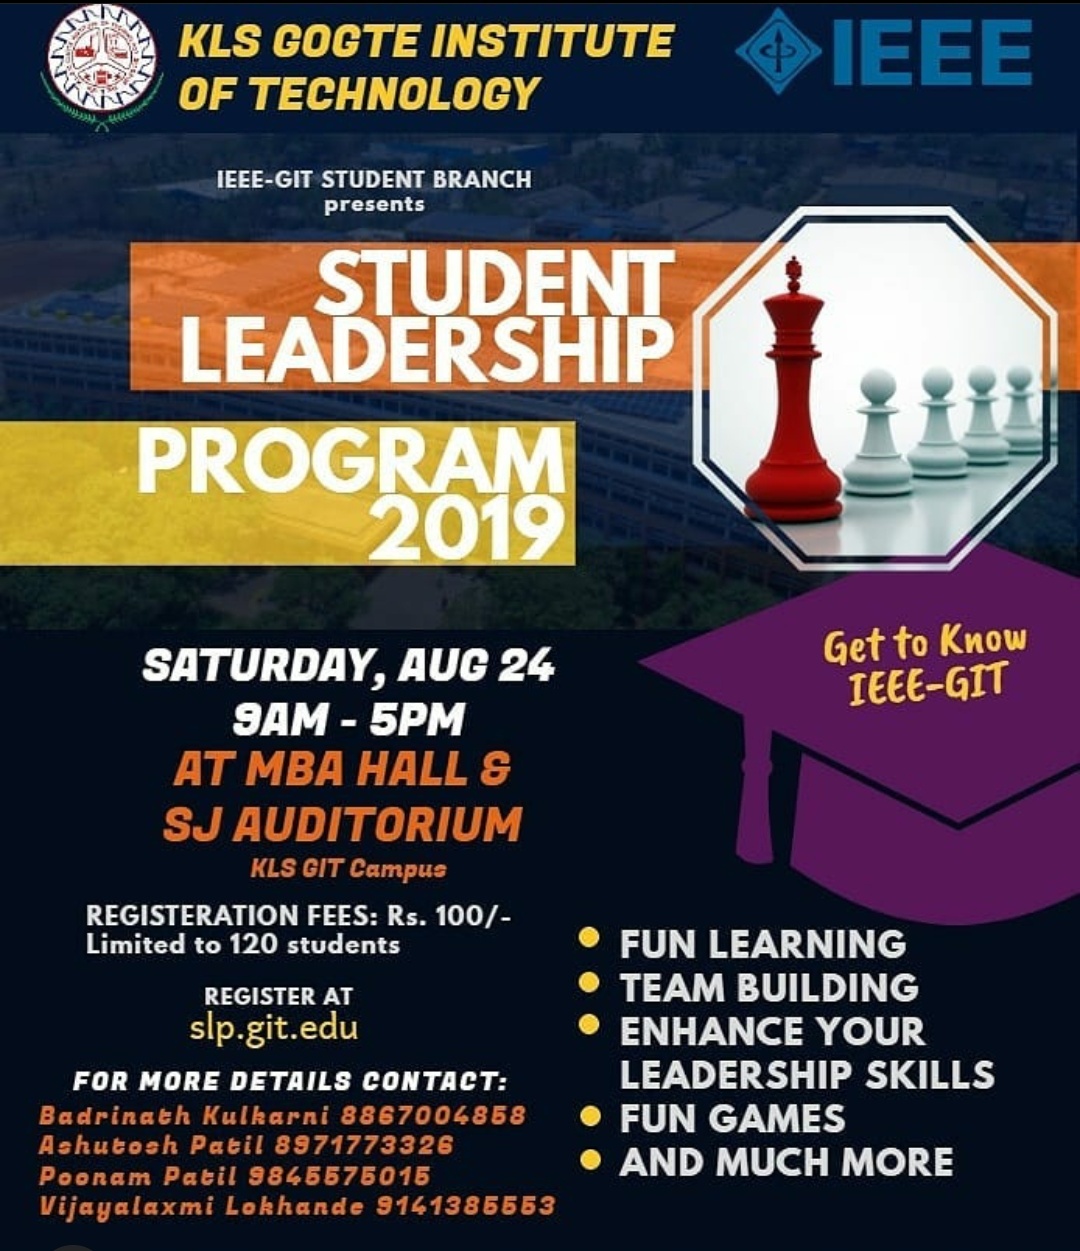 KLS GOGTE INSTITUTE
OF TECHNOLOGY
IEEE
IEEE-GIT STUDENT BRANCH
presents
STUDENT
LEADERSHIP
PROGRAM
2019
Get to Know
IEEE-GIT
SATURDAY, AUG 24
9AM - 5PM
AT MBA HALL &
SJ AUDITORIUM
KLS GIT Campus
REGISTERATION FEES: Rs. 100/-
Limited to 120 students
REGISTER AT
slp.git.edu
FOR MORE DETAILS CONTACT:
Badrinath Kulkarni 8867004858
Ashutosh Patil 8971773326
Poonam Patil 9845575015
Vijayalaxmi Lokhande 9141385553
FUN LEARNING
TEAM BUILDING
ENHANCE YOUR
LEADERSHIP SKILLS
FUN GAMES
AND MUCH MORE